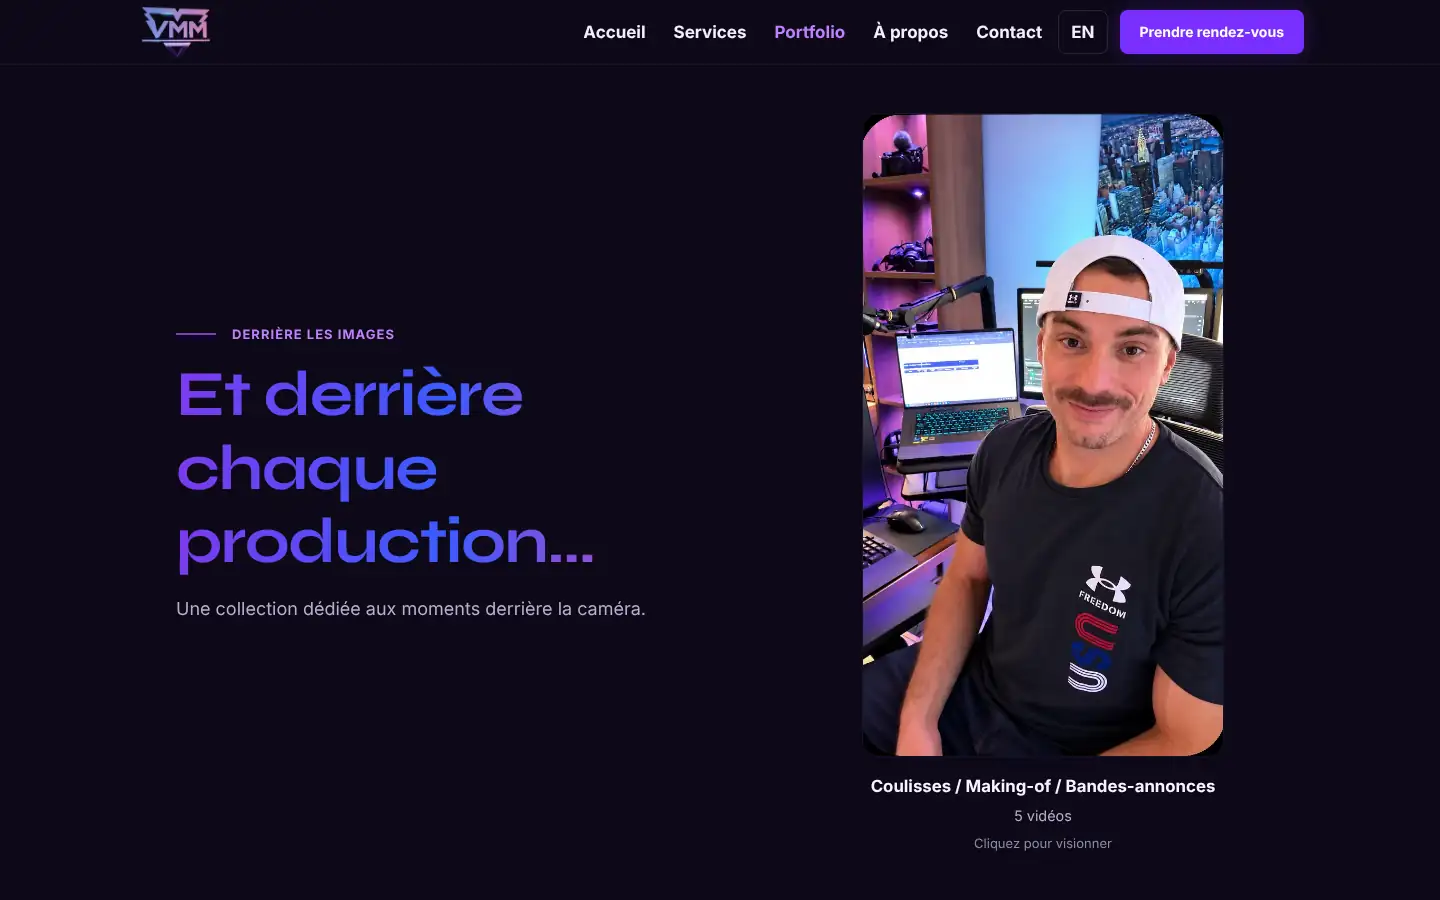 VMM
Accueil Services Portfolio À propos Contact EN Prendre rendez-vous
DERRIÈRE LES IMAGES
Et derrière
chaque
production...
Une collection dédiée aux moments derrière la caméra.
FREEDOM
USA
Coulisses / Making-of / Bandes-annonces
5 vidéos
Cliquez pour visionner